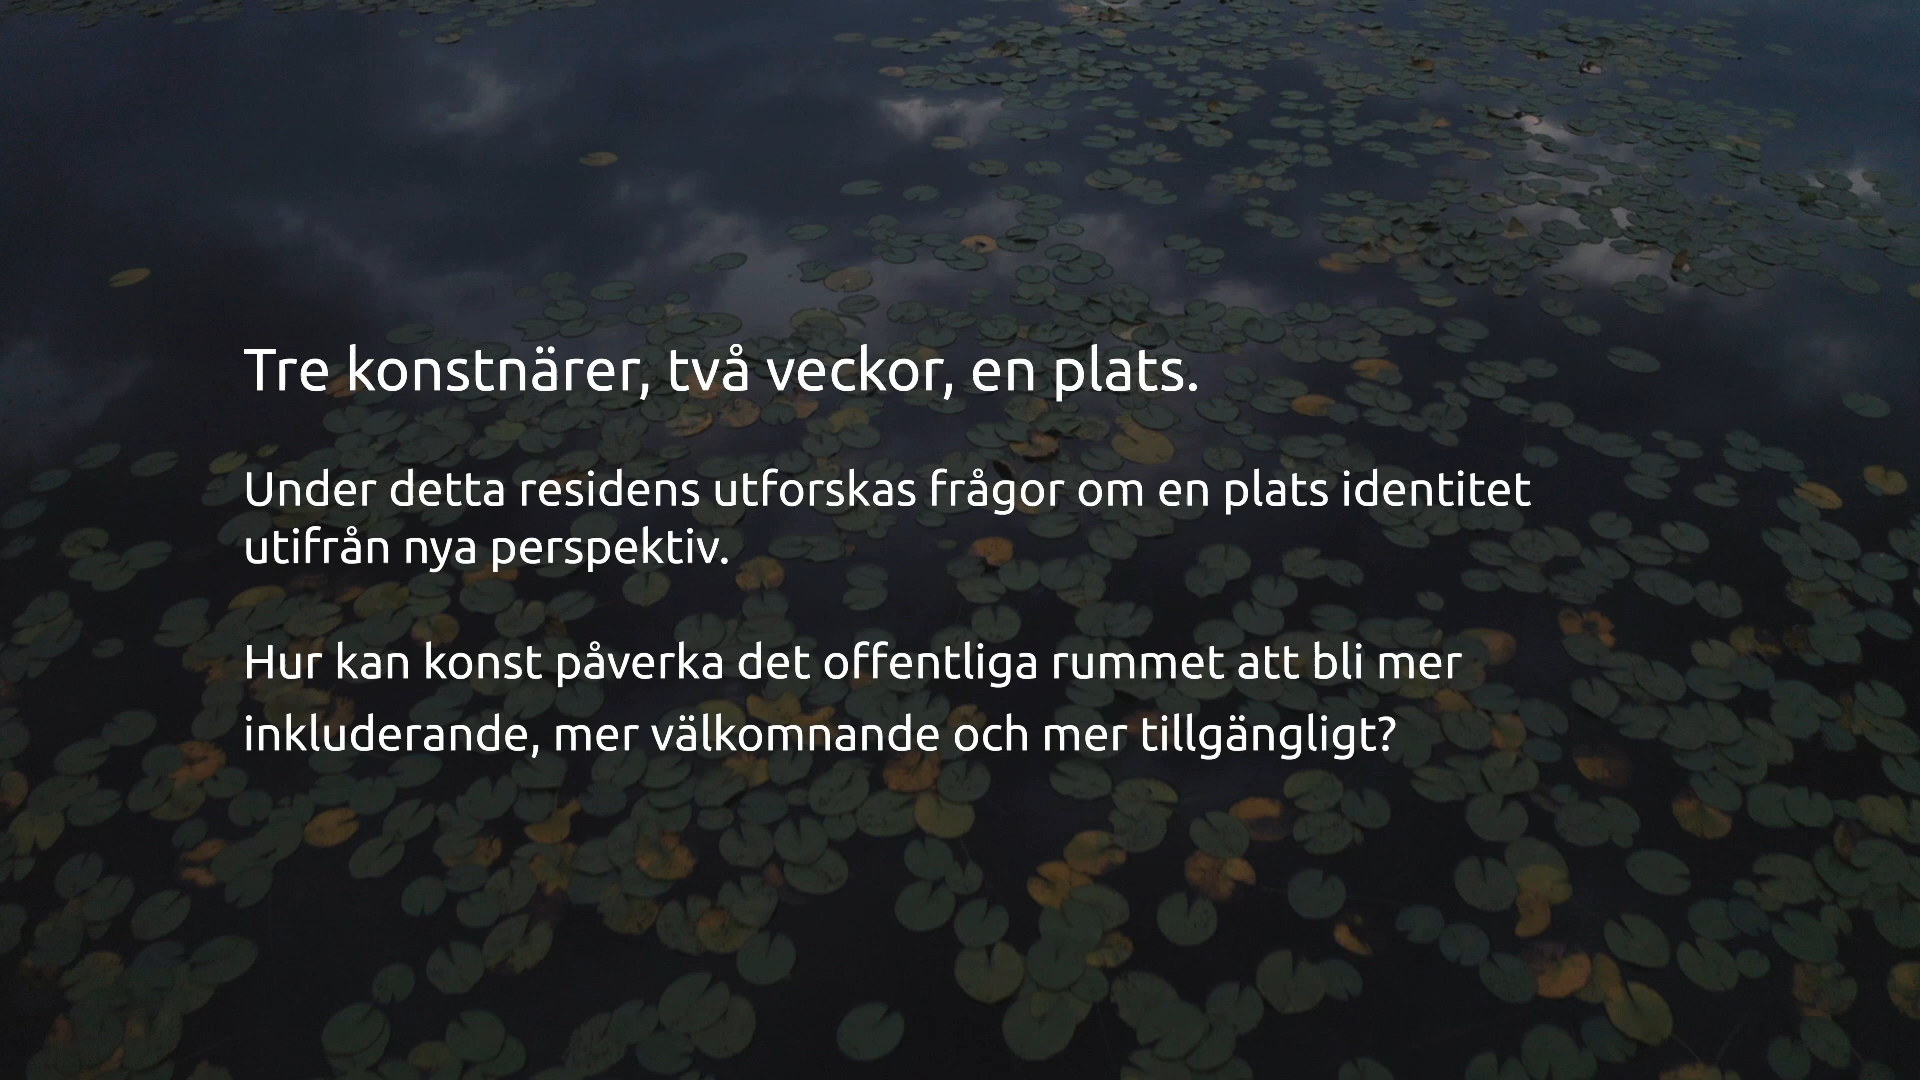 Tre konstnärer, två veckor, en plats.
Under detta residens utforskas frågor om en plats identitet
utifrån nya perspektiv.
Hur kan konst påverka det offentliga rummet att bli mer
inkluderande, mer välkomnande och mer tillgängligt?